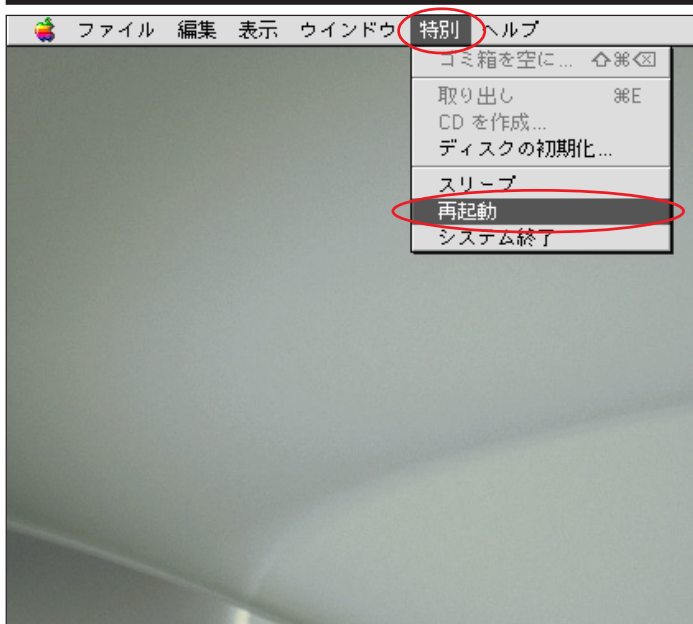 ファイル 編集 表示 ウインドウ 特別 ヘルプ
ゴミ箱を空に... ⇧⌘⌫
取り出し ⌘E
CD を作成...
ディスクの初期化...
スリープ
再起動
システム終了